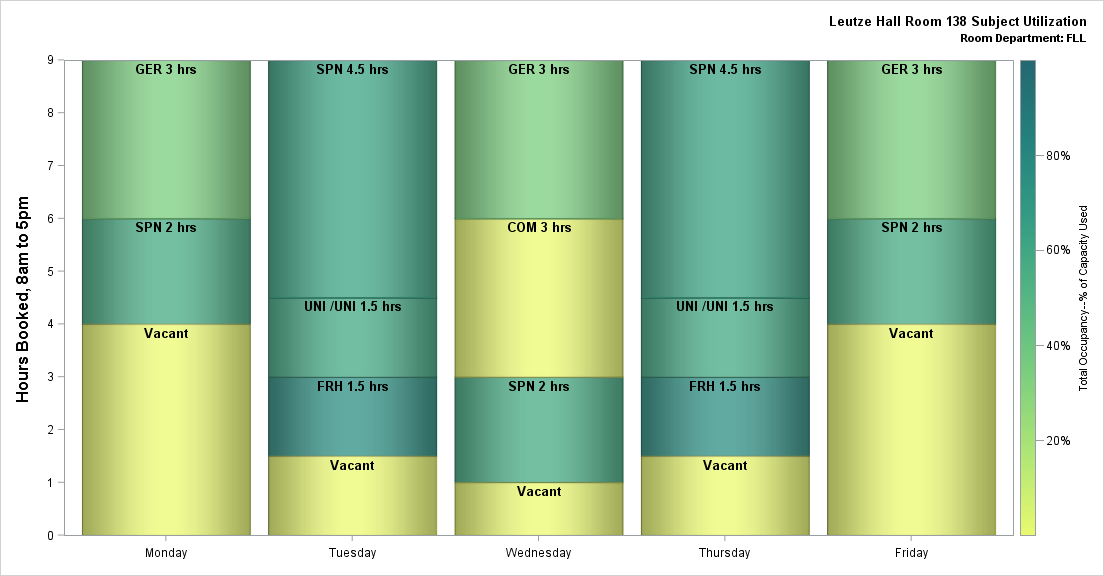 Leutze Hall Room 138 Subject Utilization
Room Department: FLL
Hours Booked, 8am to 5pm
9
8
7
6
5
4
3
2
1
0
GER 3 hrs
SPN 2 hrs
Vacant
SPN 4.5 hrs
UNI /UNI 1.5 hrs
FRH 1.5 hrs
Vacant
GER 3 hrs
COM 3 hrs
SPN 2 hrs
Vacant
SPN 4.5 hrs
UNI /UNI 1.5 hrs
FRH 1.5 hrs
Vacant
GER 3 hrs
SPN 2 hrs
Vacant
Monday
Tuesday
Wednesday
Thursday
Friday
80%
60%
40%
20%
Total Occupancy--% of Capacity Used